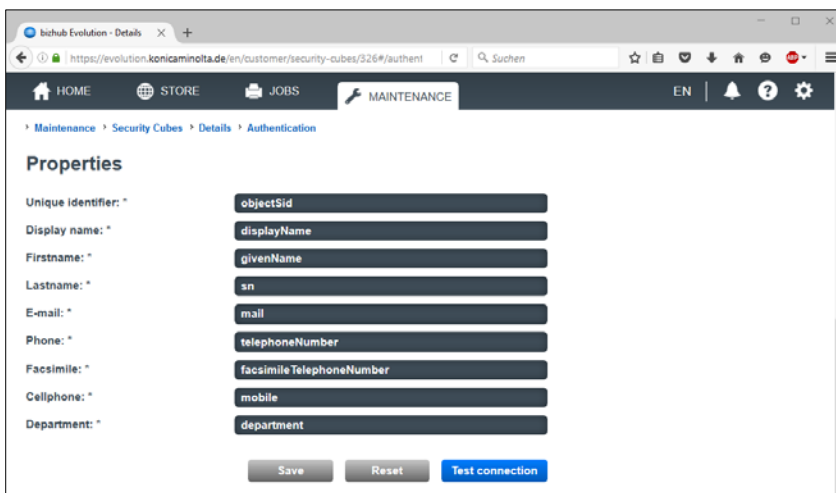 bizhub Evolution - Details
https://evolution.konicaminolta.de/en/customer/security-cubes/326#/authent
Suchen
ABP
HOME STORE JOBS MAINTENANCE EN
Maintenance Security Cubes Details Authentication
Properties
Unique identifier: * objectSid
Display name: * displayName
Firstname: * givenName
Lastname: * sn
E-mail: * mail
Phone: * telephoneNumber
Facsimile: * facsimileTelephoneNumber
Cellphone: * mobile
Department: * department
Save Reset Test connection